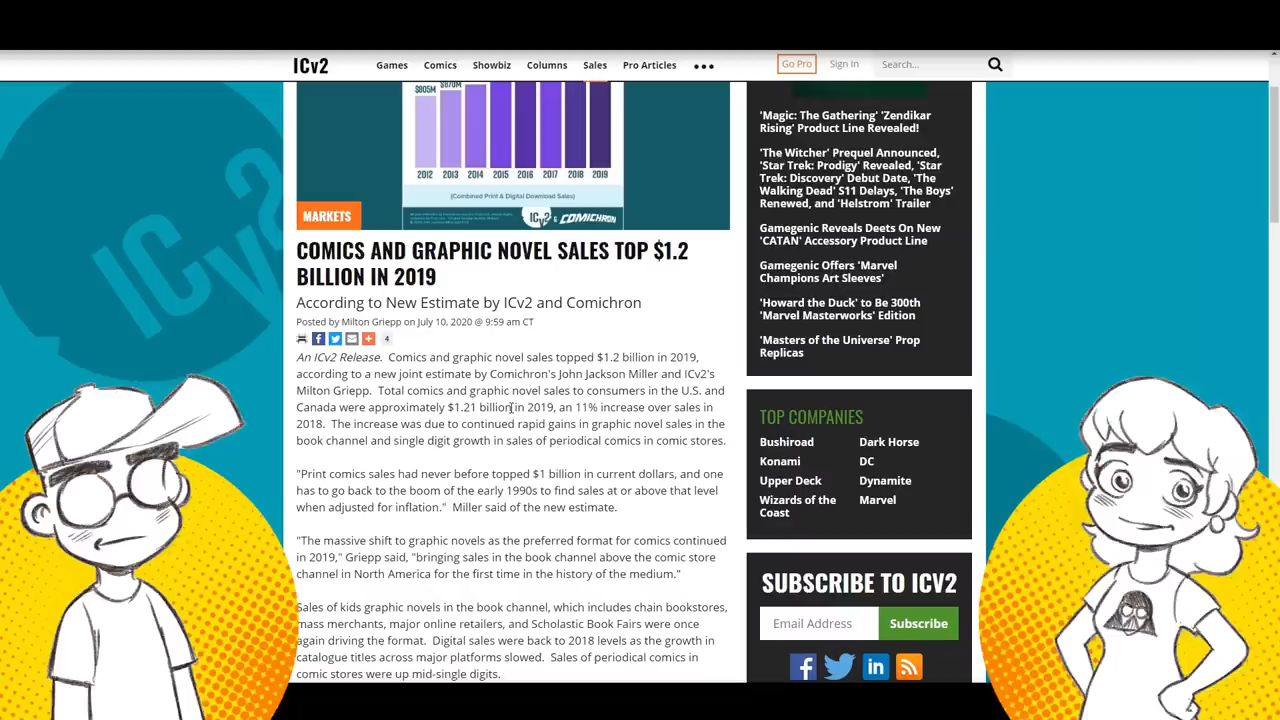 ICv2
Games Comics Showbiz Columns Sales Pro Articles
Go Pro Sign In Search...
$805M $870M
2012 2013 2014 2015 2016 2017 2018 2019
(Combined Print & Digital Download Sales)
ICv2 & COMICHRON
MARKETS
COMICS AND GRAPHIC NOVEL SALES TOP $1.2
BILLION IN 2019
According to New Estimate by ICv2 and Comichron
Posted by Milton Griepp on July 10, 2020 @ 9:59 am CT
4
An ICv2 Release. Comics and graphic novel sales topped $1.2 billion in 2019,
according to a new joint estimate by Comichron's John Jackson Miller and ICv2's
Milton Griepp. Total comics and graphic novel sales to consumers in the U.S. and
Canada were approximately $1.21 billion in 2019, an 11% increase over sales in
2018. The increase was due to continued rapid gains in graphic novel sales in the
book channel and single digit growth in sales of periodical comics in comic stores.
"Print comics sales had never before topped $1 billion in current dollars, and one
has to go back to the boom of the early 1990s to find sales at or above that level
when adjusted for inflation." Miller said of the new estimate.
"The massive shift to graphic novels as the preferred format for comics continued
in 2019," Griepp said, "bringing sales in the book channel above the comic store
channel in North America for the first time in the history of the medium."
Sales of kids graphic novels in the book channel, which includes chain bookstores,
mass merchants, major online retailers, and Scholastic Book Fairs were once
again driving the format. Digital sales were back to 2018 levels as the growth in
catalogue titles across major platforms slowed. Sales of periodical comics in
comic stores were up mid-single digits.
'Magic: The Gathering' 'Zendikar
Rising' Product Line Revealed!
'The Witcher' Prequel Announced,
'Star Trek: Prodigy' Revealed, 'Star
Trek: Discovery' Debut Date, 'The
Walking Dead' S11 Delays, 'The Boys'
Renewed, and 'Helstrom' Trailer
Gamegenic Reveals Deets On New
'CATAN' Accessory Product Line
Gamegenic Offers 'Marvel
Champions Art Sleeves'
'Howard the Duck' to Be 300th
'Marvel Masterworks' Edition
'Masters of the Universe' Prop
Replicas
TOP COMPANIES
Bushiroad Dark Horse
Konami DC
Upper Deck Dynamite
Wizards of the Marvel
Coast
SUBSCRIBE TO ICV2
Email Address Subscribe
ICv2